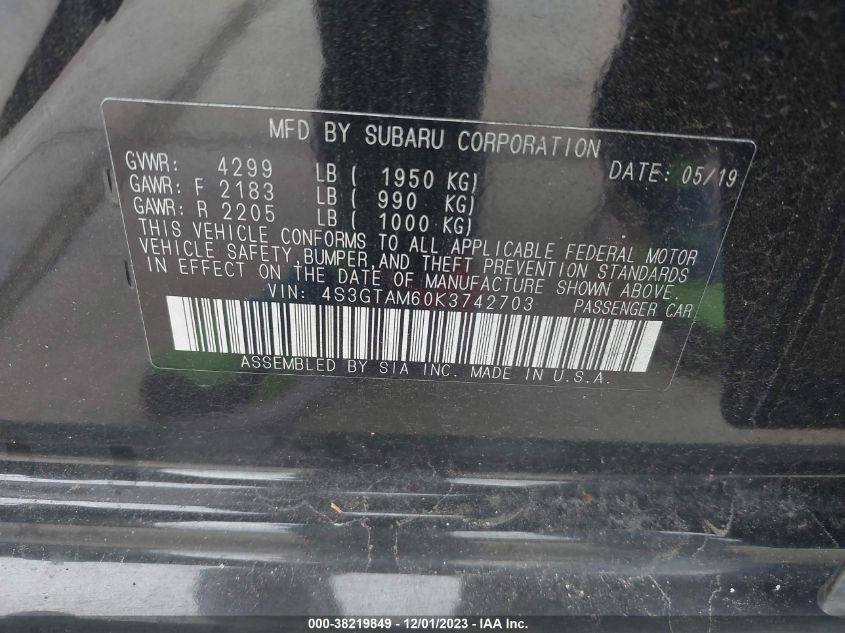 MFD BY SUBARU CORPORATION
GVWR: 4299 LB ( 1950 KG) DATE: 05/19
GAWR: F 2183 LB ( 990 KG)
GAWR: R 2205 LB ( 1000 KG)
THIS VEHICLE CONFORMS TO ALL APPLICABLE FEDERAL MOTOR
VEHICLE SAFETY,BUMPER,AND THEFT PREVENTION STANDARDS
IN EFFECT ON THE DATE OF MANUFACTURE SHOWN ABOVE.
VIN: 4S3GTAM60K3742703 PASSENGER CAR
ASSEMBLED BY SIA INC. MADE IN U.S.A.
000-38219849 - 12/01/2023 - IAA Inc.